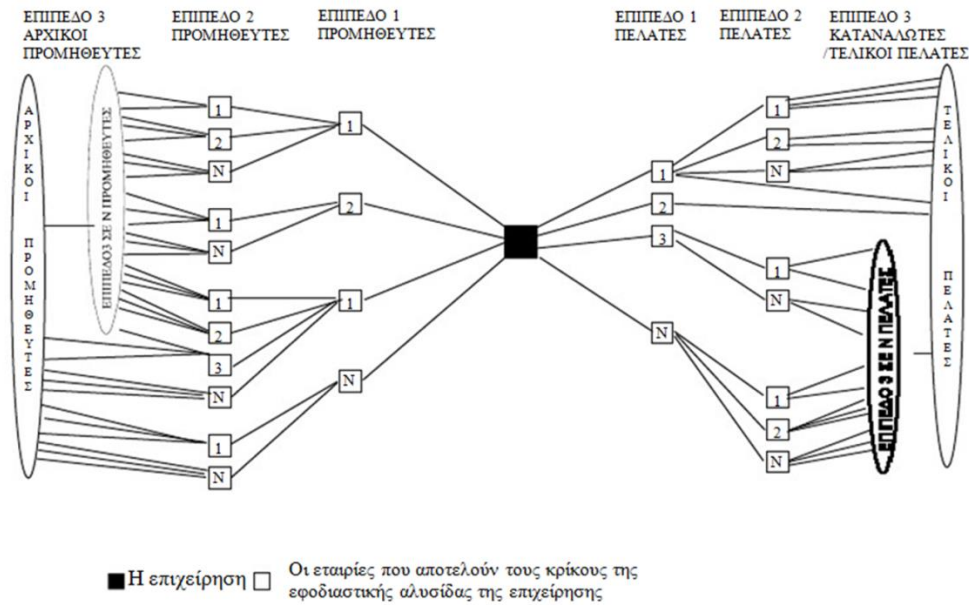 ΕΠΙΠΕΔΟ 3
ΑΡΧΙΚΟΙ
ΠΡΟΜΗΘΕΥΤΕΣ
ΕΠΙΠΕΔΟ 2
ΠΡΟΜΗΘΕΥΤΕΣ
ΕΠΙΠΕΔΟ 1
ΠΡΟΜΗΘΕΥΤΕΣ
ΕΠΙΠΕΔΟ 1
ΠΕΛΑΤΕΣ
ΕΠΙΠΕΔΟ 2
ΠΕΛΑΤΕΣ
ΕΠΙΠΕΔΟ 3
ΚΑΤΑΝΑΛΩΤΕΣ
/ΤΕΛΙΚΟΙ ΠΕΛΑΤΕΣ
ΑΡΧΙΚΟΙ ΠΡΟΜΗΘΕΥΤΕΣ
ΕΠΙΠΕΔΟ3 ΣΕ Ν ΠΡΟΜΗΘΕΥΤΕΣ
1
2
N
1
N
1
2
3
N
1
N
1
2
1
N
1
2
3
N
1
2
N
1
N
1
2
N
ΕΠΙΠΕΔΟ 3 ΣΕ Ν ΠΕΛΑΤΕΣ
ΤΕΛΙΚΟΙ ΠΕΛΑΤΕΣ
Η επιχείρηση
Οι εταιρίες που αποτελούν τους κρίκους της
εφοδιαστικής αλυσίδας της επιχείρησης